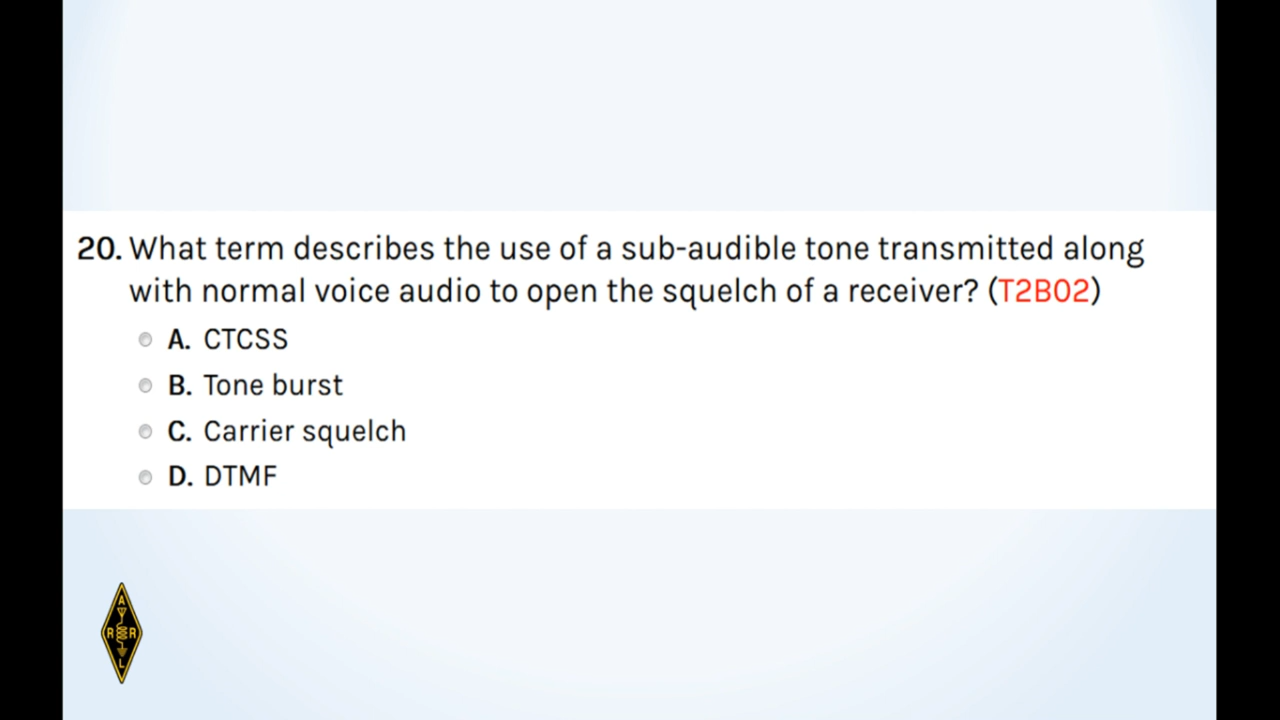 20. What term describes the use of a sub-audible tone transmitted along
with normal voice audio to open the squelch of a receiver? (T2B02)
A. CTCSS
B. Tone burst
C. Carrier squelch
D. DTMF
A
R R
L